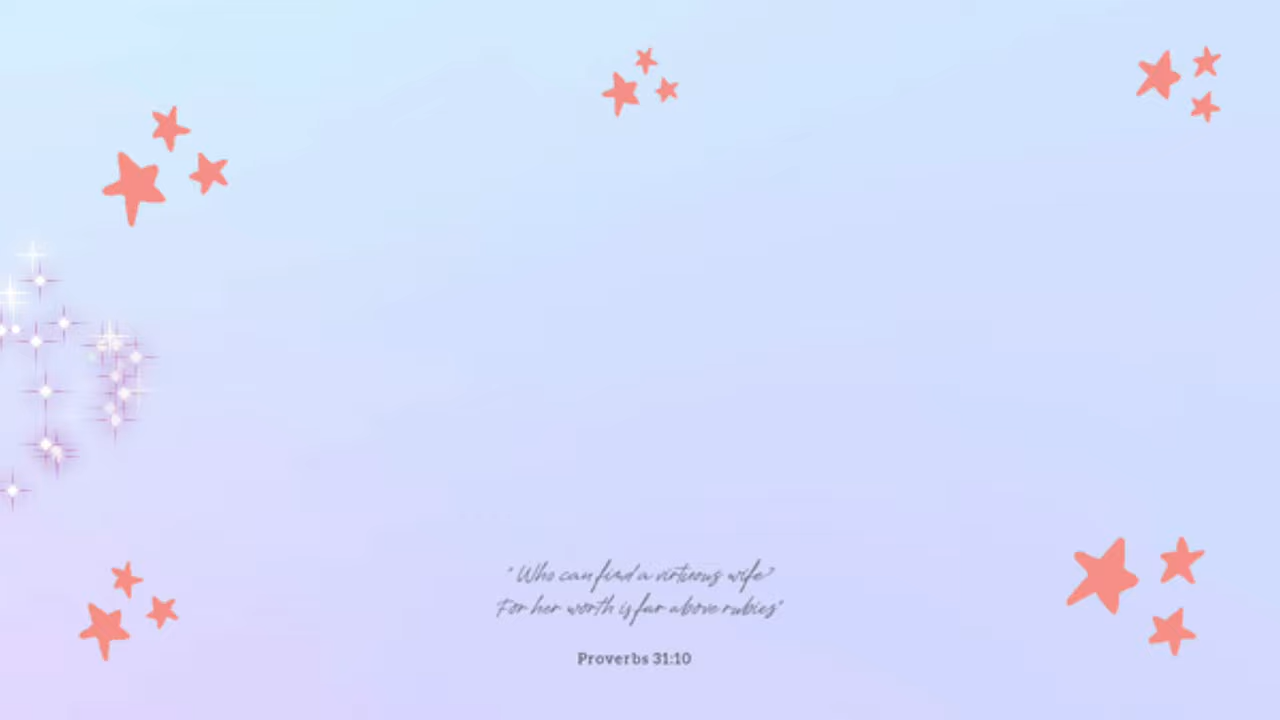 " Who can find a virtuous wife?
For her worth is far above rubies"
Proverbs 31:10